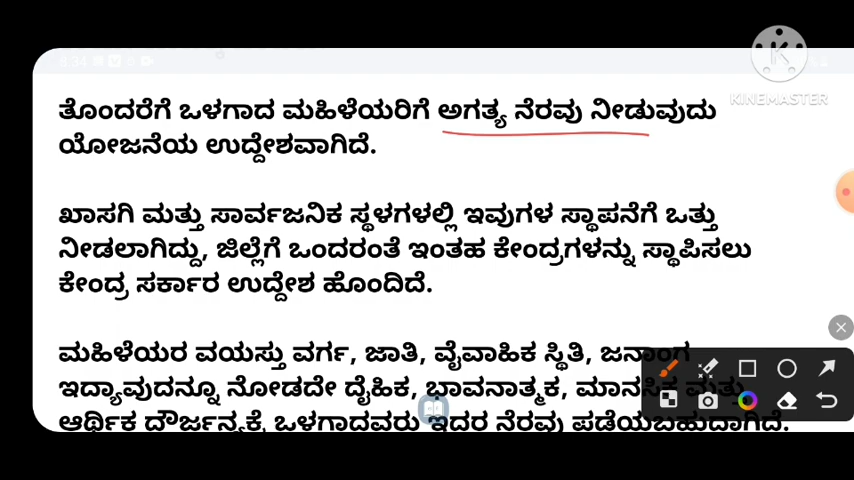 8:34
KINEMASTER
ತೊಂದರೆಗೆ ಒಳಗಾದ ಮಹಿಳೆಯರಿಗೆ ಅಗತ್ಯ ನೆರವು ನೀಡುವುದು
ಯೋಜನೆಯ ಉದ್ದೇಶವಾಗಿದೆ.
ಖಾಸಗಿ ಮತ್ತು ಸಾರ್ವಜನಿಕ ಸ್ಥಳಗಳಲ್ಲಿ ಇವುಗಳ ಸ್ಥಾಪನೆಗೆ ಒತ್ತು
ನೀಡಲಾಗಿದ್ದು, ಜಿಲ್ಲೆಗೆ ಒಂದರಂತೆ ಇಂತಹ ಕೇಂದ್ರಗಳನ್ನು ಸ್ಥಾಪಿಸಲು
ಕೇಂದ್ರ ಸರ್ಕಾರ ಉದ್ದೇಶ ಹೊಂದಿದೆ.
ಮಹಿಳೆಯರ ವಯಸ್ತು ವರ್ಗ, ಜಾತಿ, ವೈವಾಹಿಕ ಸ್ಥಿತಿ, ಜನಾಂಗ
ಇದ್ಯಾವುದನ್ನೂ ನೋಡದೇ ದೈಹಿಕ, ಭಾವನಾತ್ಮಕ, ಮಾನಸಿಕ ಮತ್ತು
ಆರ್ಥಿಕ ದೌರ್ಜನ್ಯಕ್ಕೆ ಒಳಗಾದವರು ಇದರ ನೆರವು ಪಡೆಯಬಹುದಾಗಿದೆ.